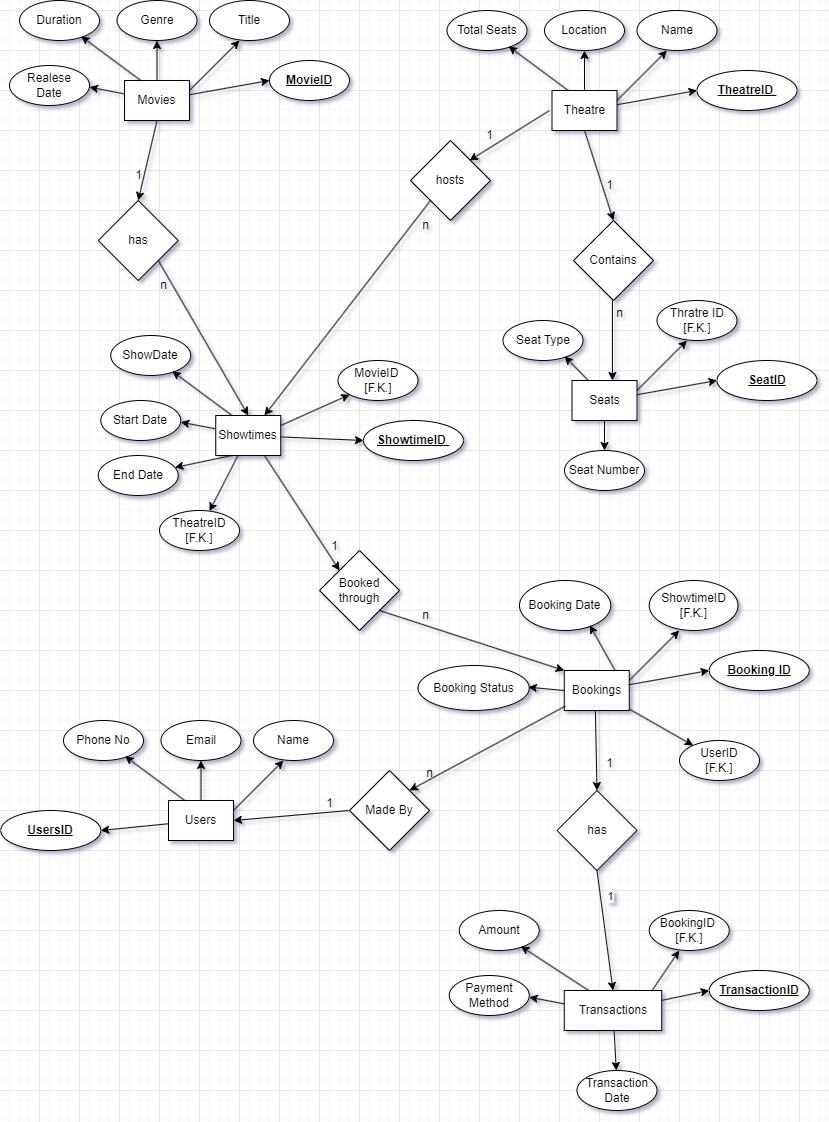 Duration
Genre
Title
Realese
Date
Movies
MovieID
Total Seats
Location
Name
Theatre
TheatreID
1
has
n
1
hosts
n
1
Contains
n
Seat Type
Thratre ID
[F.K.]
Seats
SeatID
Seat Number
ShowDate
Start Date
End Date
TheatreID
[F.K.]
Showtimes
MovieID
[F.K.]
ShowtimeID
1
Booked
through
n
Booking Date
ShowtimeID
[F.K.]
Booking Status
Bookings
Booking ID
UserID
[F.K.]
Phone No
Email
Name
UsersID
Users
1
Made By
n
1
has
1
Amount
BookingID
[F.K.]
Payment
Method
Transactions
TransactionID
Transaction
Date